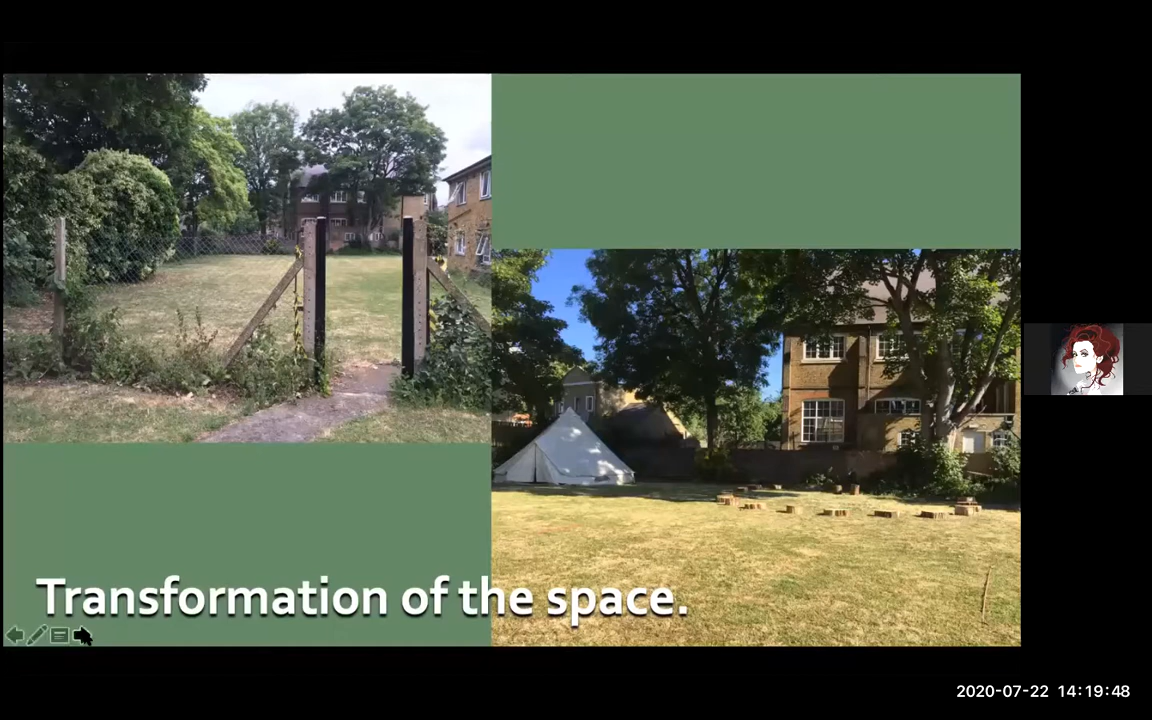 Transformation of the space.
2020-07-22 14:19:48